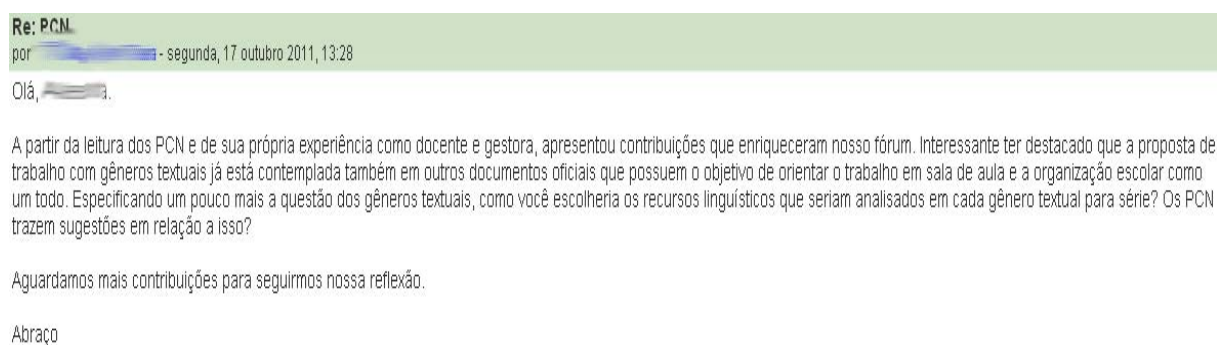 Re: PCN
por - segunda, 17 outubro 2011, 13:28
Olá, .
A partir da leitura dos PCN e de sua própria experiência como docente e gestora, apresentou contribuições que enriqueceram nosso fórum. Interessante ter destacado que a proposta de
trabalho com gêneros textuais já está contemplada também em outros documentos oficiais que possuem o objetivo de orientar o trabalho em sala de aula e a organização escolar como
um todo. Especificando um pouco mais a questão dos gêneros textuais, como você escolheria os recursos linguísticos que seriam analisados em cada gênero textual para série? Os PCN
trazem sugestões em relação a isso?
Aguardamos mais contribuições para seguirmos nossa reflexão.
Abraço